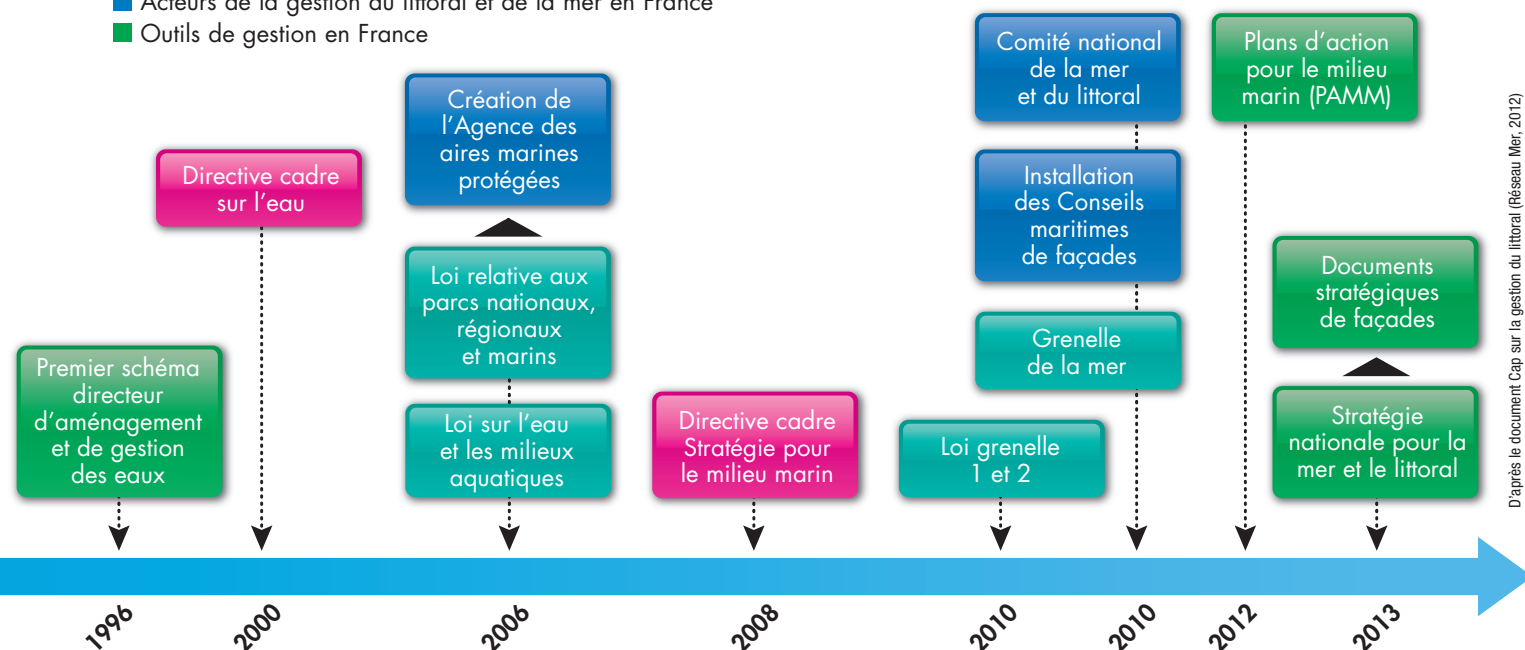 Acteurs de la gestion du littoral et de la mer en France
Outils de gestion en France
Premier schéma
directeur
d'aménagement
et de gestion
des eaux
Directive cadre
sur l'eau
Création de
l'Agence des
aires marines
protégées
Loi relative aux
parcs nationaux,
régionaux
et marins
Loi sur l'eau
et les milieux
aquatiques
Directive cadre
Stratégie pour
le milieu marin
Loi grenelle
1 et 2
Comité national
de la mer
et du littoral
Installation
des Conseils
maritimes
de façades
Grenelle
de la mer
Plans d'action
pour le milieu
marin (PAMM)
Documents
stratégiques
de façades
Stratégie
nationale pour la
mer et le littoral
1996
2000
2006
2008
2010
2010
2012
2013
D'après le document Cap sur la gestion du littoral (Réseau Mer, 2012)